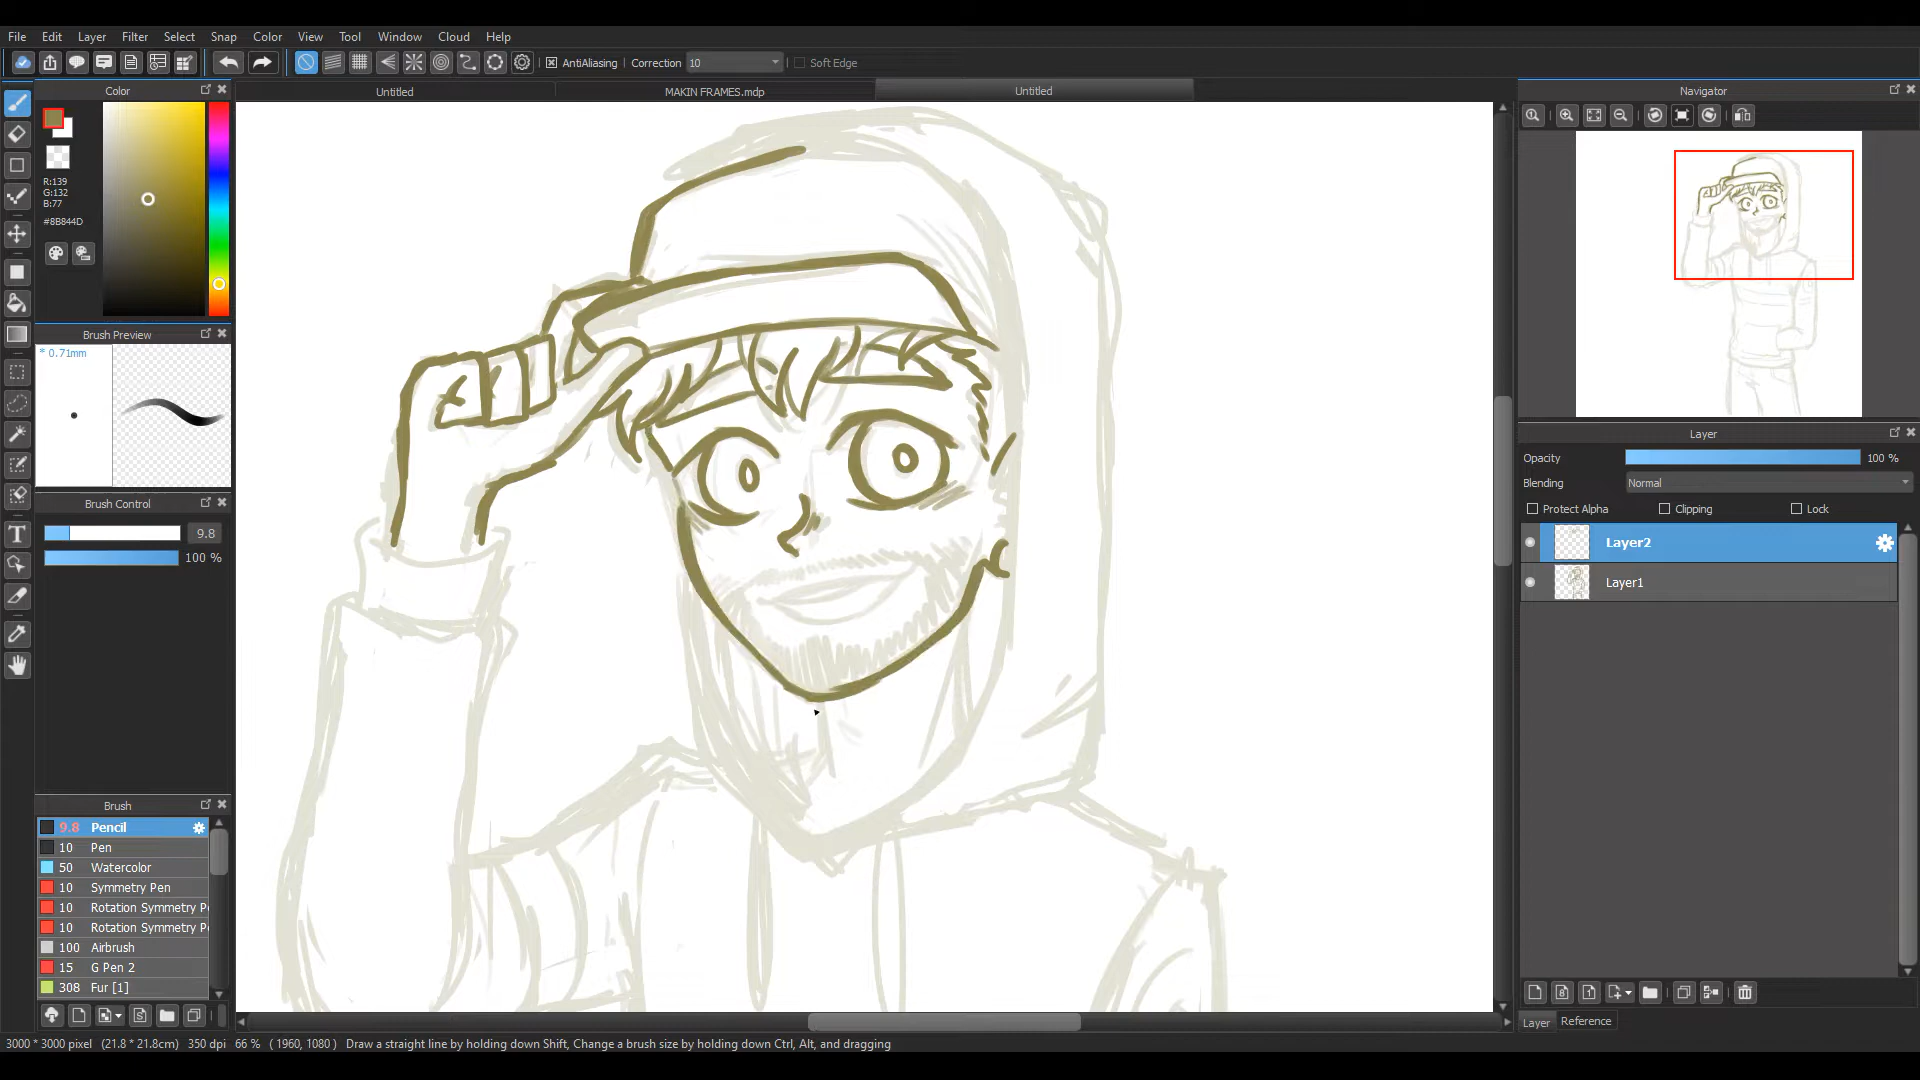 File Edit Layer Filter Select Snap Color View Tool Window Cloud Help
AntiAliasing Correction 10 Soft Edge
Color
Untitled MAKIN FRAMES.mdp Untitled
Navigator
R:139
G:132
B:77
#8B844D
Brush Preview
* 0.71mm
Brush Control
9.8
100 %
Brush
9.8 Pencil
10 Pen
50 Watercolor
10 Symmetry Pen
10 Rotation Symmetry P
10 Rotation Symmetry P
100 Airbrush
15 G Pen 2
308 Fur [1]
Layer
Opacity 100 %
Blending Normal
Protect Alpha Clipping Lock
Layer2
Layer1
Layer Reference
3000 * 3000 pixel (21.8 * 21.8cm) 350 dpi 66 % ( 1960, 1080 ) Draw a straight line by holding down Shift, Change a brush size by holding down Ctrl, Alt, and dragging